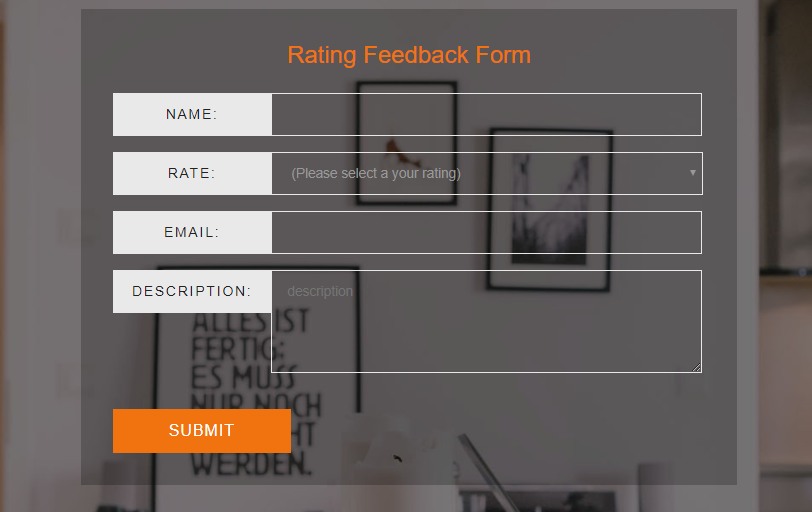 Rating Feedback Form
NAME:
RATE:
(Please select a your rating)
EMAIL:
DESCRIPTION:
description
ALLES IST
FERTIG:
ES MUSS
NUR NOCH
HT
WERDEN.
SUBMIT